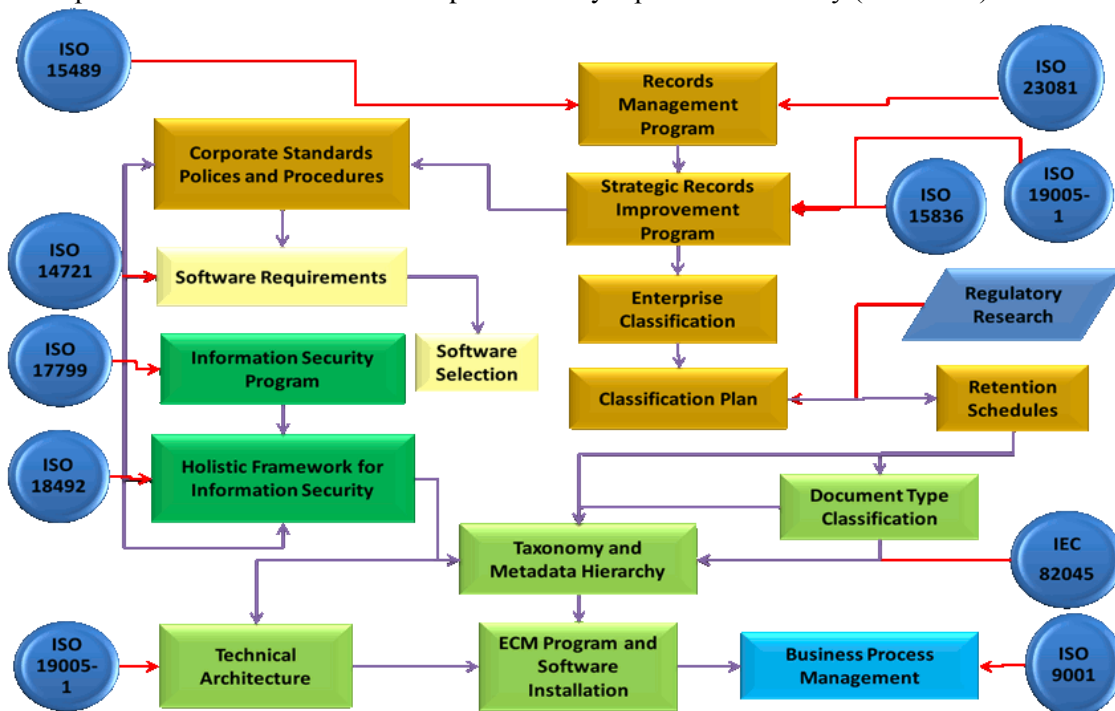 ISO
15489
Records
Management
Program
ISO
23081
Corporate Standards
Polices and Procedures
Strategic Records
Improvement
Program
ISO
15836
ISO
19005-
1
ISO
14721
Software Requirements
Enterprise
Classification
Regulatory
Research
ISO
17799
Information Security
Program
Software
Selection
Classification Plan
Retention
Schedules
ISO
18492
Holistic Framework for
Information Security
Document Type
Classification
Taxonomy and
Metadata Hierarchy
IEC
82045
ISO
19005-
1
Technical
Architecture
ECM Program and
Software
Installation
Business Process
Management
ISO
9001